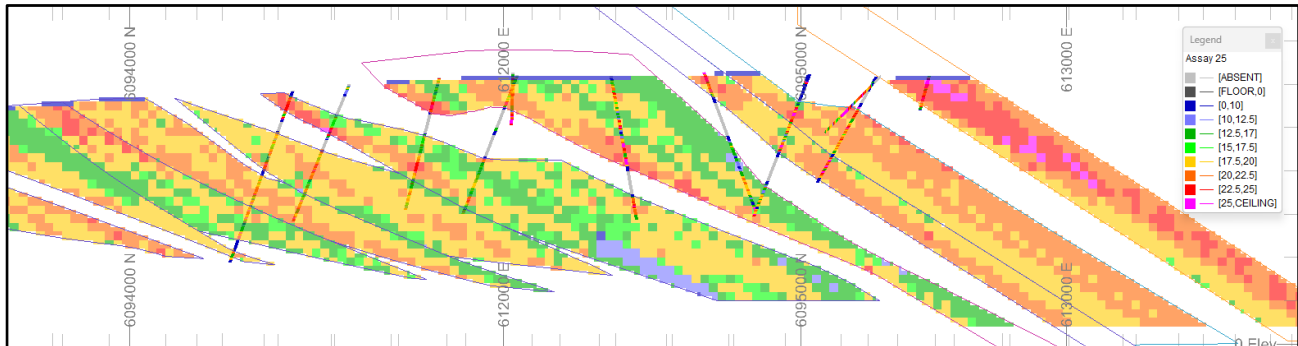 6094000 N
612000 E
6095000 N
613000 E
Legend
Assay 25
[ABSENT]
[FLOOR,0]
[0,10]
[10,12.5]
[12.5,17]
[15,17.5]
[17.5,20]
[20,22.5]
[22.5,25]
[25,CEILING]
6094000 N
612000 E
6095000 N
613000 E
0 Elev